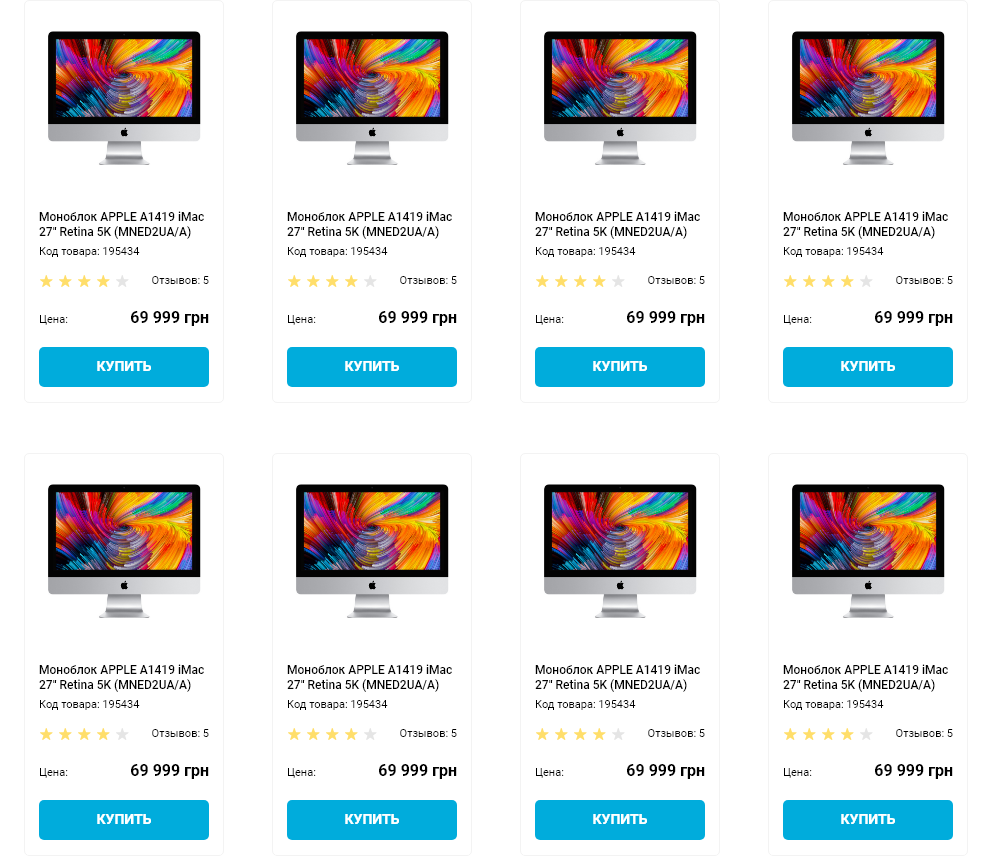 Моноблок APPLE A1419 iMac
27" Retina 5K (MNED2UA/A)
Код товара: 195434
Отзывов: 5
Цена: 69 999 грн
КУПИТЬ
Моноблок APPLE A1419 iMac
27" Retina 5K (MNED2UA/A)
Код товара: 195434
Отзывов: 5
Цена: 69 999 грн
КУПИТЬ
Моноблок APPLE A1419 iMac
27" Retina 5K (MNED2UA/A)
Код товара: 195434
Отзывов: 5
Цена: 69 999 грн
КУПИТЬ
Моноблок APPLE A1419 iMac
27" Retina 5K (MNED2UA/A)
Код товара: 195434
Отзывов: 5
Цена: 69 999 грн
КУПИТЬ
Моноблок APPLE A1419 iMac
27" Retina 5K (MNED2UA/A)
Код товара: 195434
Отзывов: 5
Цена: 69 999 грн
КУПИТЬ
Моноблок APPLE A1419 iMac
27" Retina 5K (MNED2UA/A)
Код товара: 195434
Отзывов: 5
Цена: 69 999 грн
КУПИТЬ
Моноблок APPLE A1419 iMac
27" Retina 5K (MNED2UA/A)
Код товара: 195434
Отзывов: 5
Цена: 69 999 грн
КУПИТЬ
Моноблок APPLE A1419 iMac
27" Retina 5K (MNED2UA/A)
Код товара: 195434
Отзывов: 5
Цена: 69 999 грн
КУПИТЬ